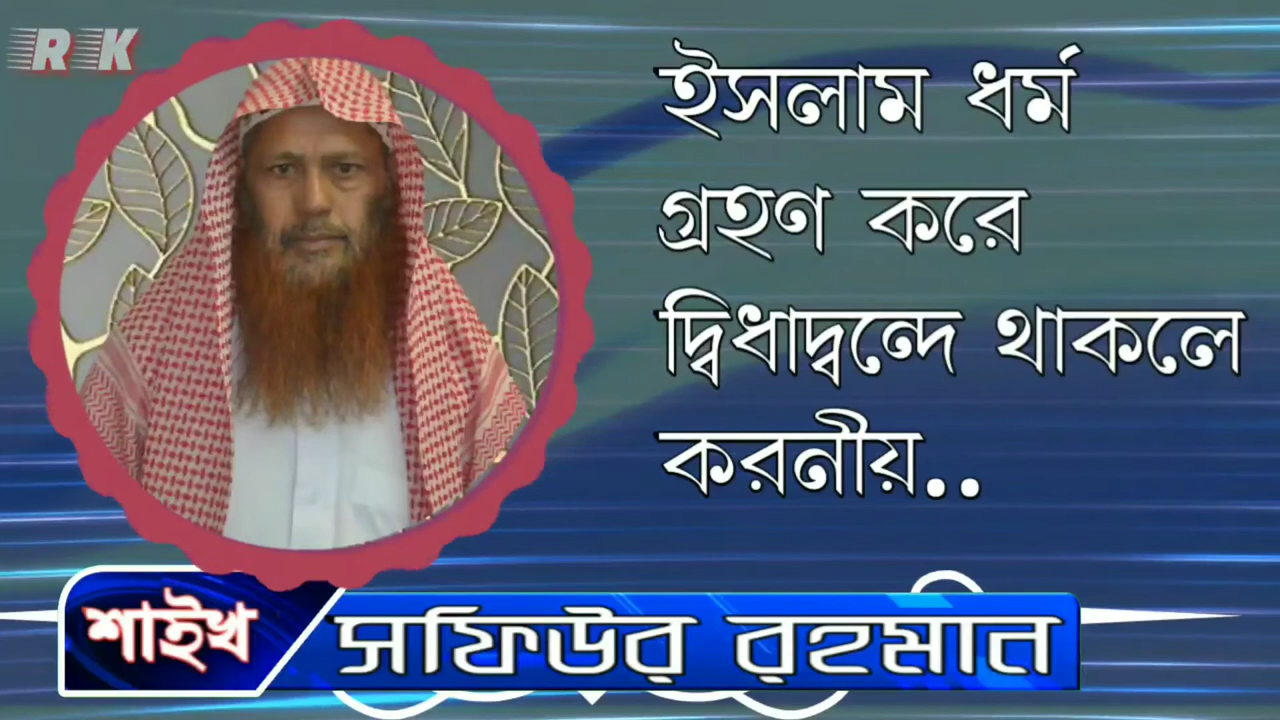 RK
ইসলাম ধর্ম
গ্রহণ করে
দ্বিধাদ্বন্দে থাকলে
করনীয়..
শাইখ
সফিউর রহমান